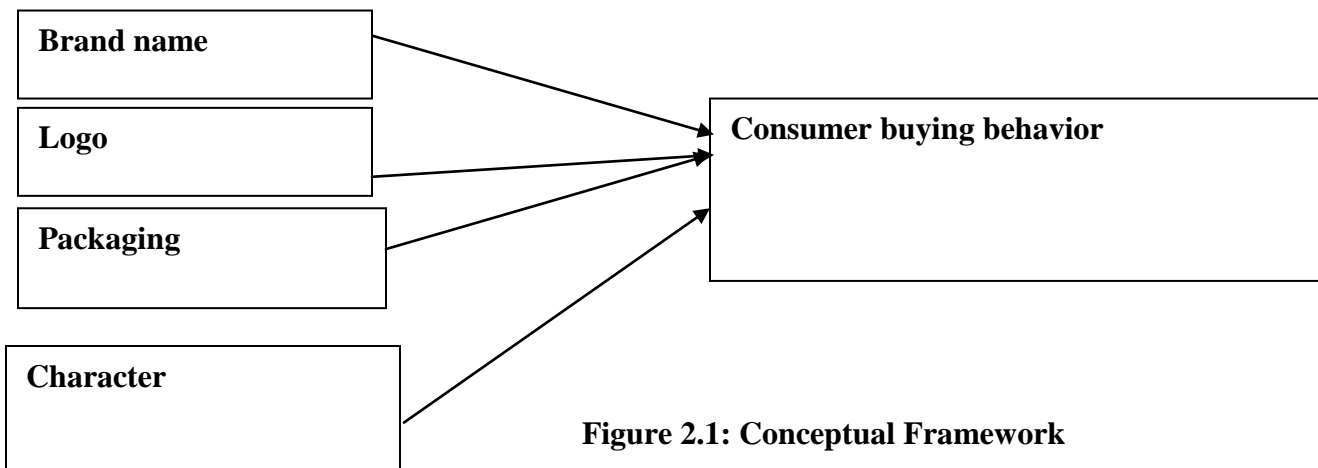 Brand name
Logo
Packaging
Character
Consumer buying behavior
Figure 2.1: Conceptual Framework